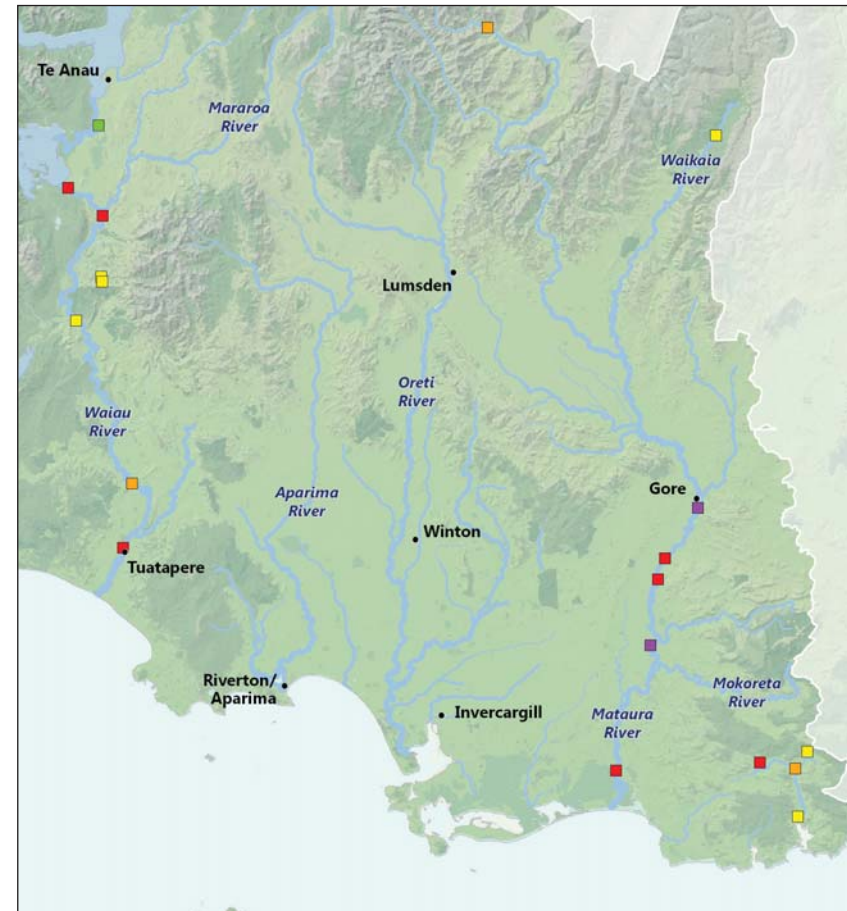 Te Anau
Mararoa
River
Waikaia
River
Lumsden
Oreti
River
Waiau
River
Aparima
River
Gore
Winton
Tuatapere
Riverton/
Aparima
Invercargill
Mataura
River
Mokoreta
River